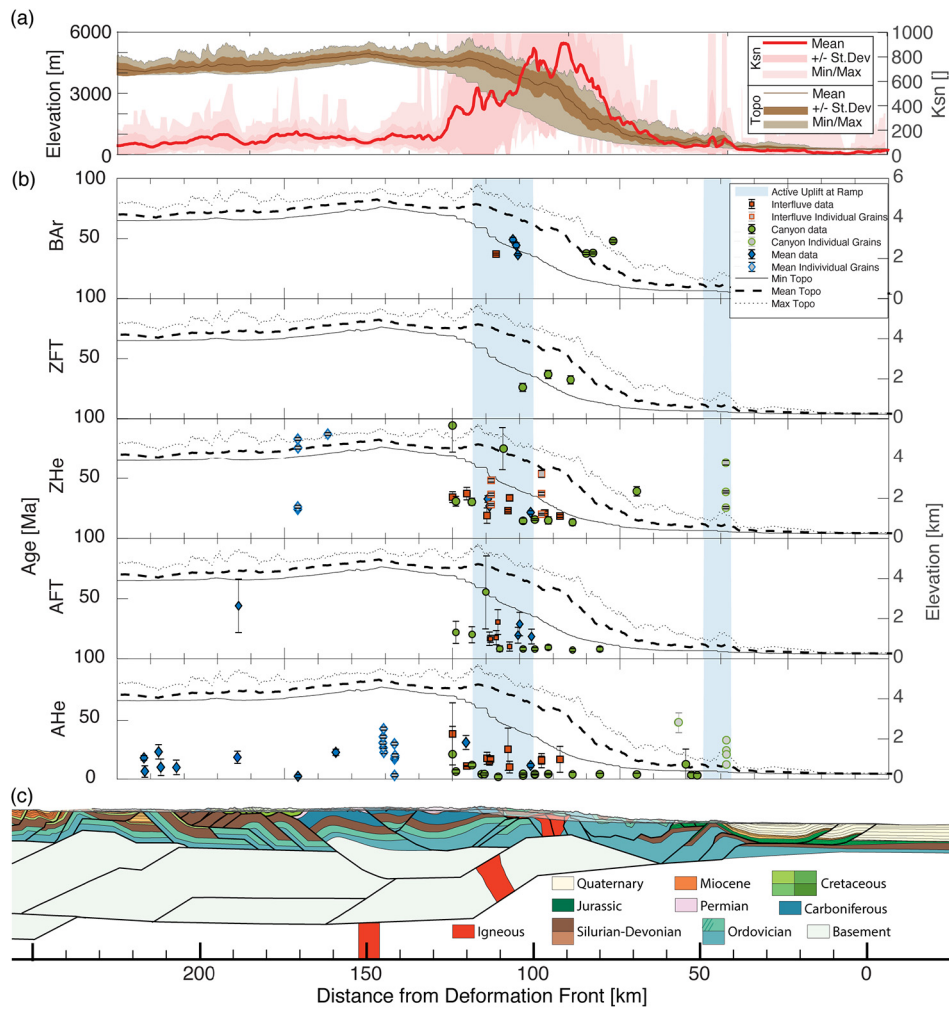 (a)
6000
3000
0
Elevation [m]
1000
800
600
400
200
0
Ksn []
Ksn
Mean
+/- St.Dev
Min/Max
Topo
Mean
+/- St.Dev
Min/Max
(b)
100
50
100
50
100
50
100
50
100
50
0
BAr
ZFT
ZHe
AFT
AHe
Age [Ma]
6
4
2
0
4
2
0
4
2
0
4
2
0
4
2
0
Elevation [km]
Active Uplift at Ramp
Interfluve data
Interfluve Individual Grains
Canyon data
Canyon Individual Grains
Mean data
Mean Individual Grains
Min Topo
Mean Topo
Max Topo
(c)
Quaternary
Miocene
Cretaceous
Jurassic
Permian
Carboniferous
Igneous
Silurian-Devonian
Ordovician
Basement
200
150
100
50
0
Distance from Deformation Front [km]